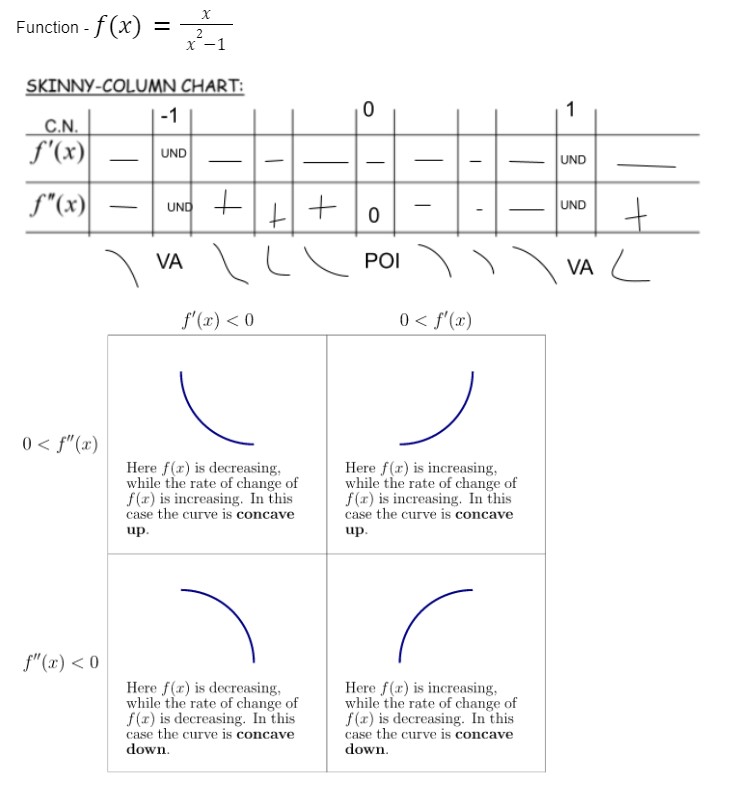 Function - f(x) = x / x²−1
SKINNY-COLUMN CHART:
C.N. -1 0 1
f'(x) — UND — — — — — - — UND —
f"(x) — UND + + + 0 — - — UND +
VA POI VA
f′(x) < 0 0 < f′(x)
0 < f″(x)
Here f(x) is decreasing,
while the rate of change of
f(x) is increasing. In this
case the curve is concave
up.
Here f(x) is increasing,
while the rate of change of
f(x) is increasing. In this
case the curve is concave
up.
f″(x) < 0
Here f(x) is decreasing,
while the rate of change of
f(x) is decreasing. In this
case the curve is concave
down.
Here f(x) is increasing,
while the rate of change of
f(x) is decreasing. In this
case the curve is concave
down.